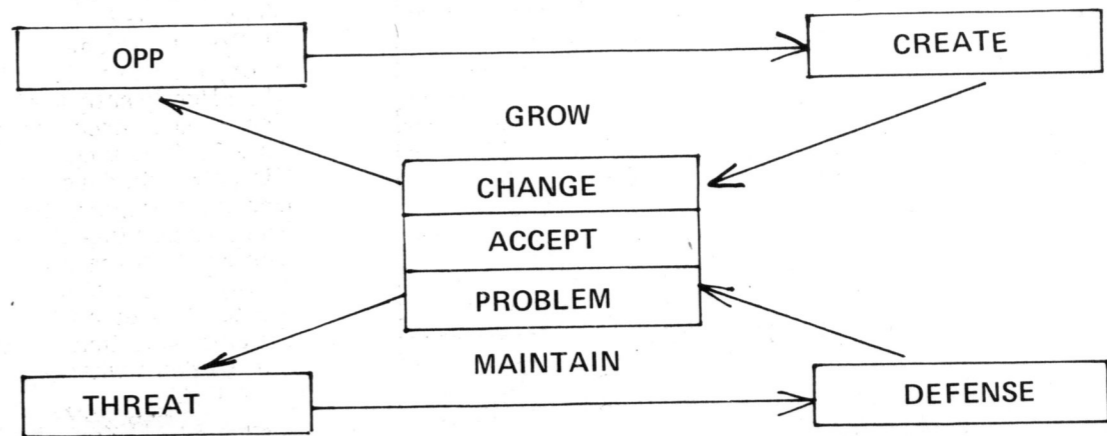 OPP
CREATE
GROW
CHANGE
ACCEPT
PROBLEM
MAINTAIN
THREAT
DEFENSE